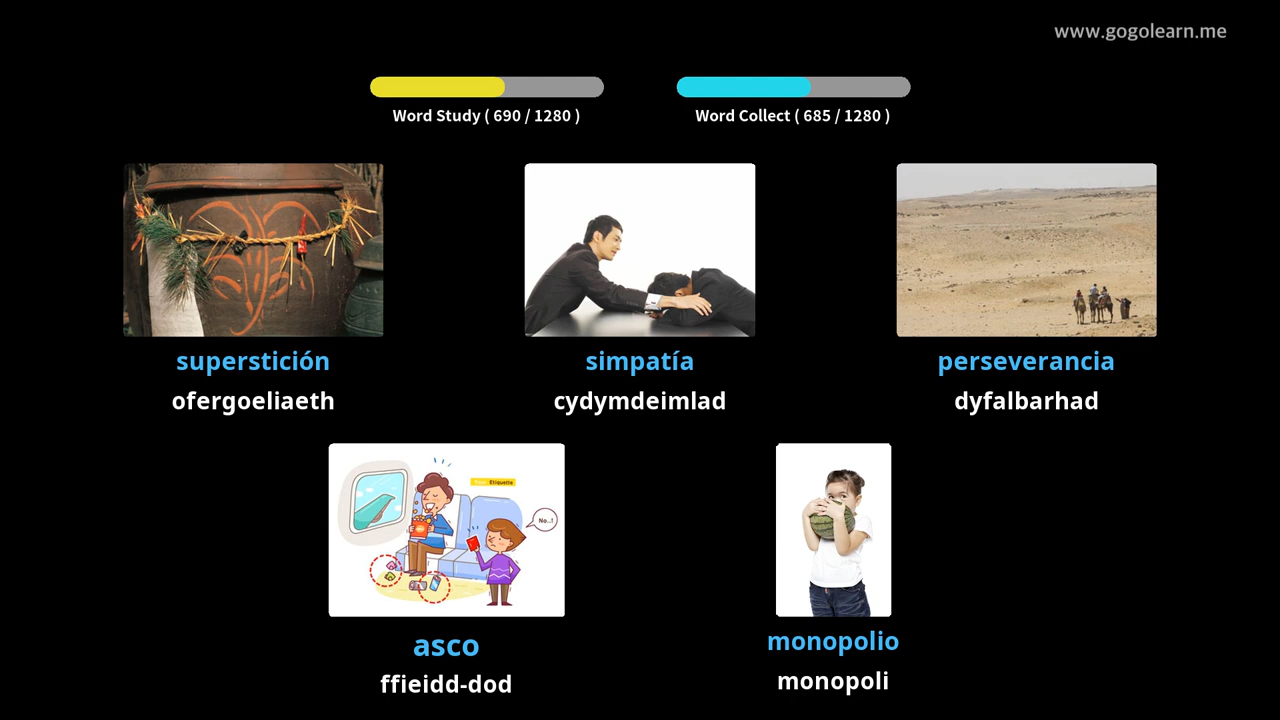 www.gogolearn.me
Word Study ( 690 / 1280 )
Word Collect ( 685 / 1280 )
superstición
simpatía
perseverancia
ofergoeliaeth
cydymdeimlad
dyfalbarhad
Etiquette
No..!
asco
monopolio
ffieidd-dod
monopoli